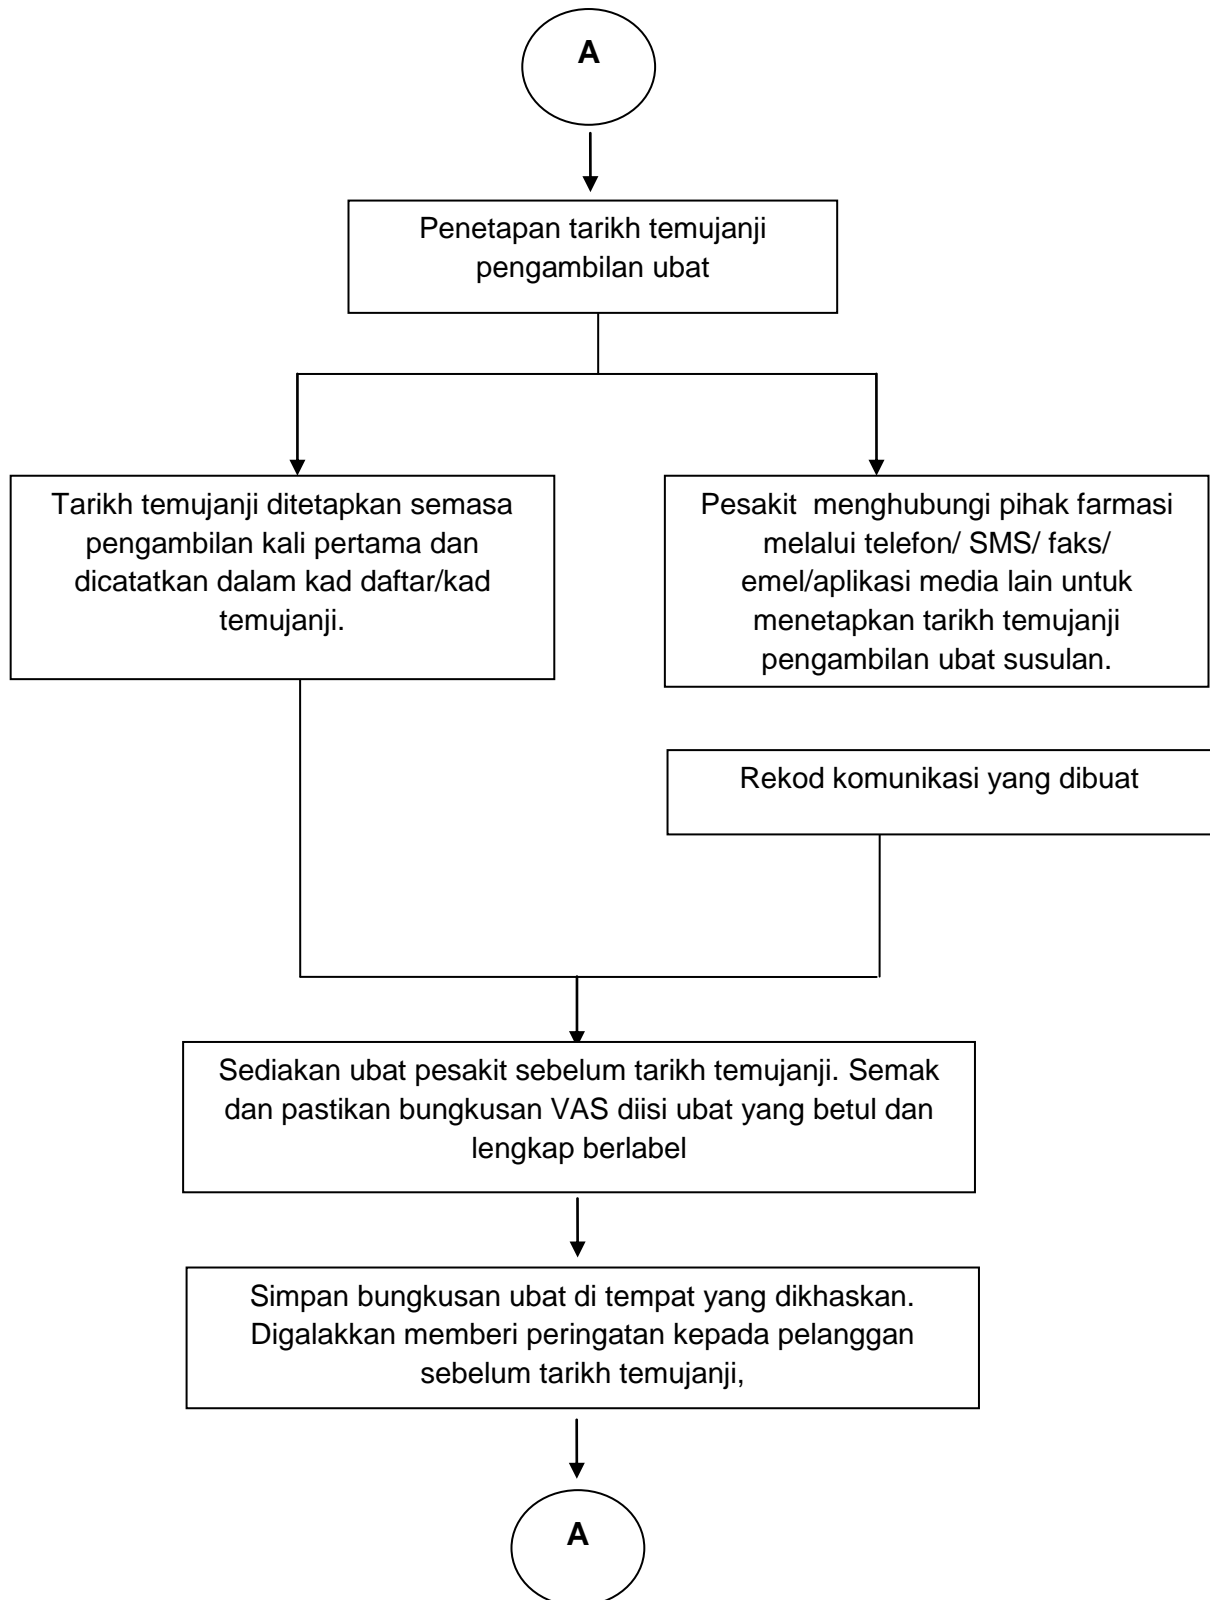 A
Penetapan tarikh temujanji
pengambilan ubat
Tarikh temujanji ditetapkan semasa
pengambilan kali pertama dan
dicatatkan dalam kad daftar/kad
temujanji.
Pesakit  menghubungi pihak farmasi
melalui telefon/ SMS/ faks/
emel/aplikasi media lain untuk
menetapkan tarikh temujanji
pengambilan ubat susulan.
Rekod komunikasi yang dibuat
Sediakan ubat pesakit sebelum tarikh temujanji. Semak
dan pastikan bungkusan VAS diisi ubat yang betul dan
lengkap berlabel
Simpan bungkusan ubat di tempat yang dikhaskan.
Digalakkan memberi peringatan kepada pelanggan
sebelum tarikh temujanji,
A